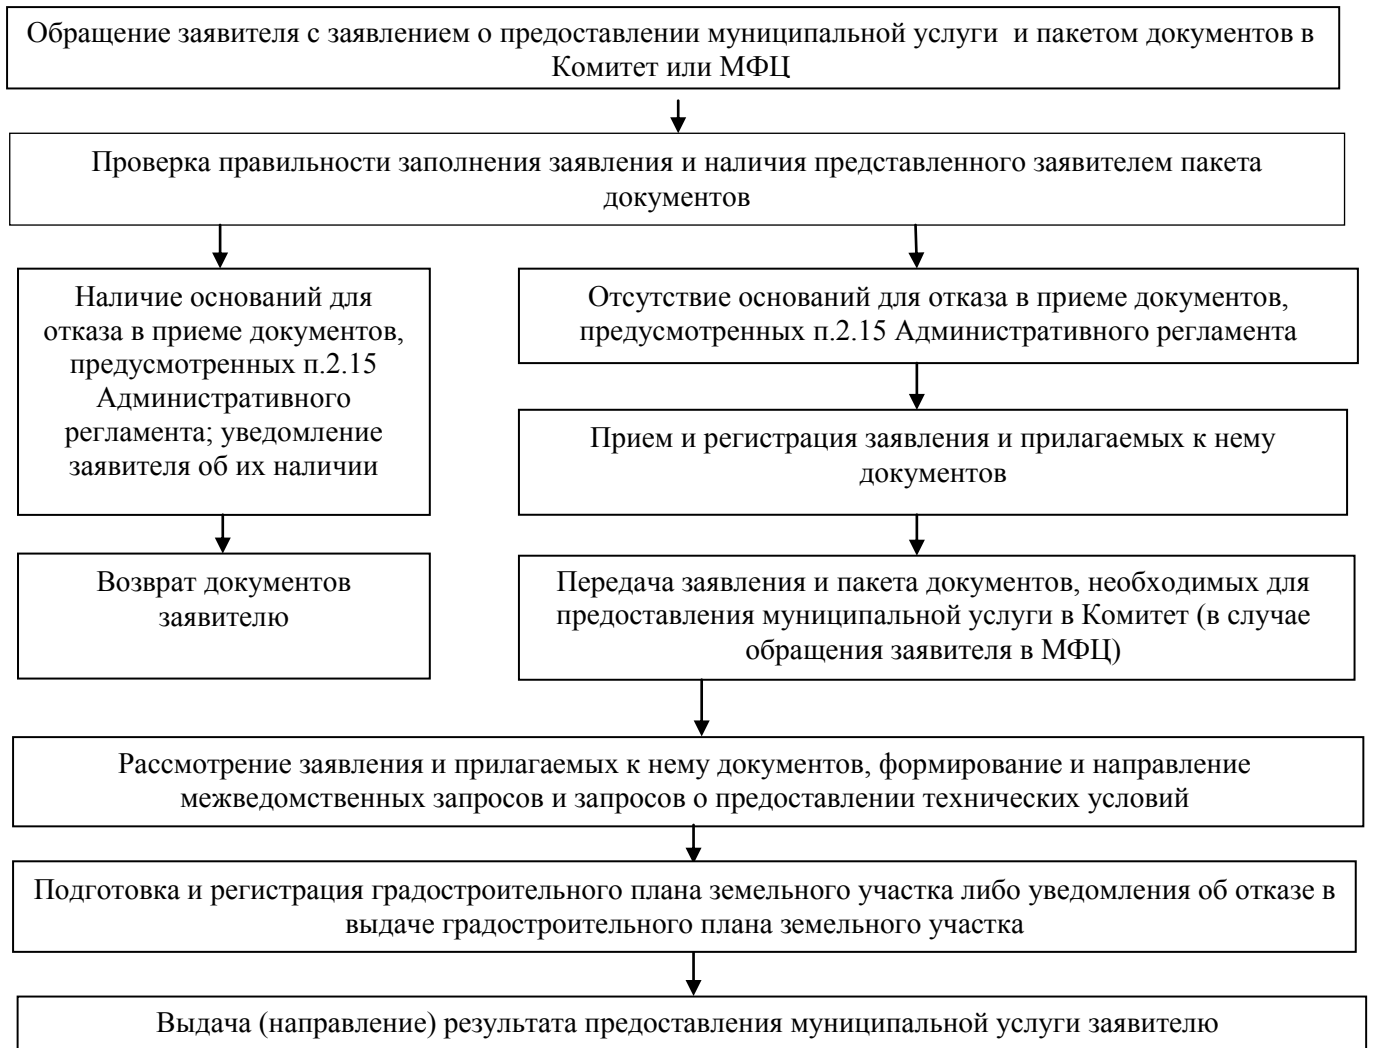 Обращение заявителя с заявлением о предоставлении муниципальной услуги  и пакетом документов в
Комитет или МФЦ
Проверка правильности заполнения заявления и наличия представленного заявителем пакета
документов
Наличие оснований для
отказа в приеме документов,
предусмотренных п.2.15
Административного
регламента; уведомление
заявителя об их наличии
Возврат документов
заявителю
Отсутствие оснований для отказа в приеме документов,
предусмотренных п.2.15 Административного регламента
Прием и регистрация заявления и прилагаемых к нему
документов
Передача заявления и пакета документов, необходимых для
предоставления муниципальной услуги в Комитет (в случае
обращения заявителя в МФЦ)
Рассмотрение заявления и прилагаемых к нему документов, формирование и направление
межведомственных запросов и запросов о предоставлении технических условий
Подготовка и регистрация градостроительного плана земельного участка либо уведомления об отказе в
выдаче градостроительного плана земельного участка
Выдача (направление) результата предоставления муниципальной услуги заявителю